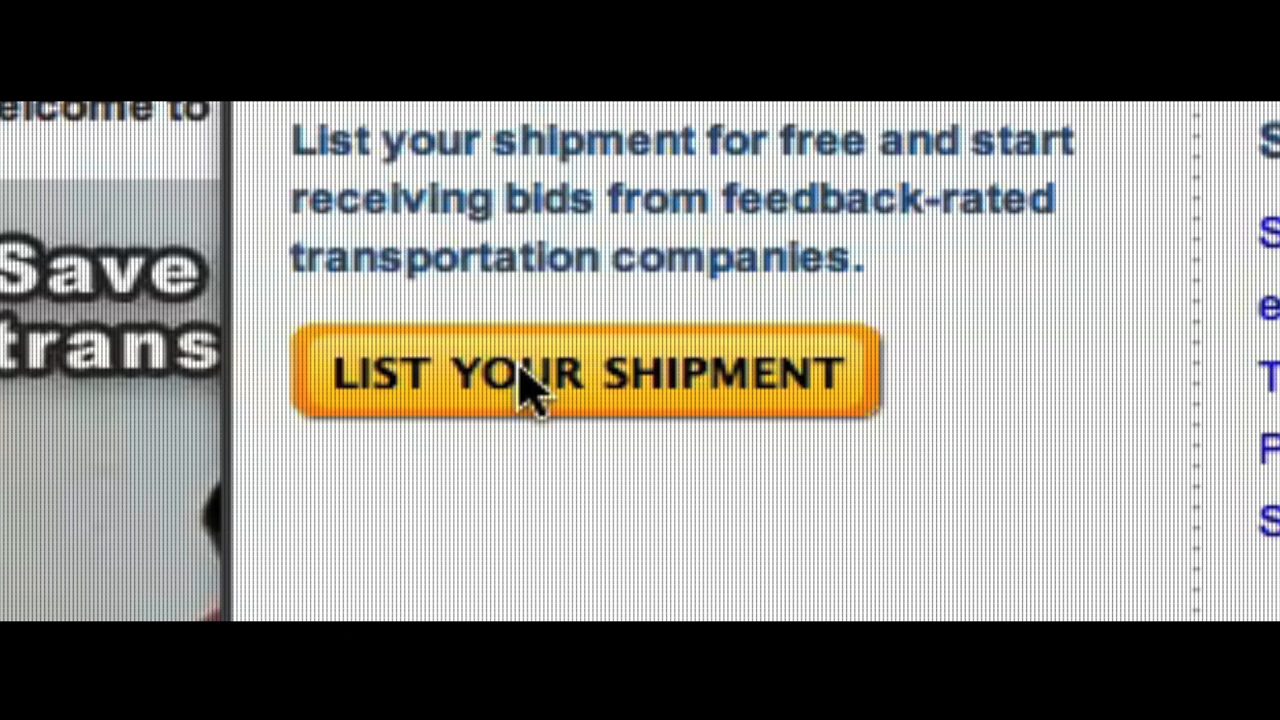 elcome to
Save
trans
List your shipment for free and start
receiving bids from feedback-rated
transportation companies.
LIST YOUR SHIPMENT
S
S
e
T
P
S